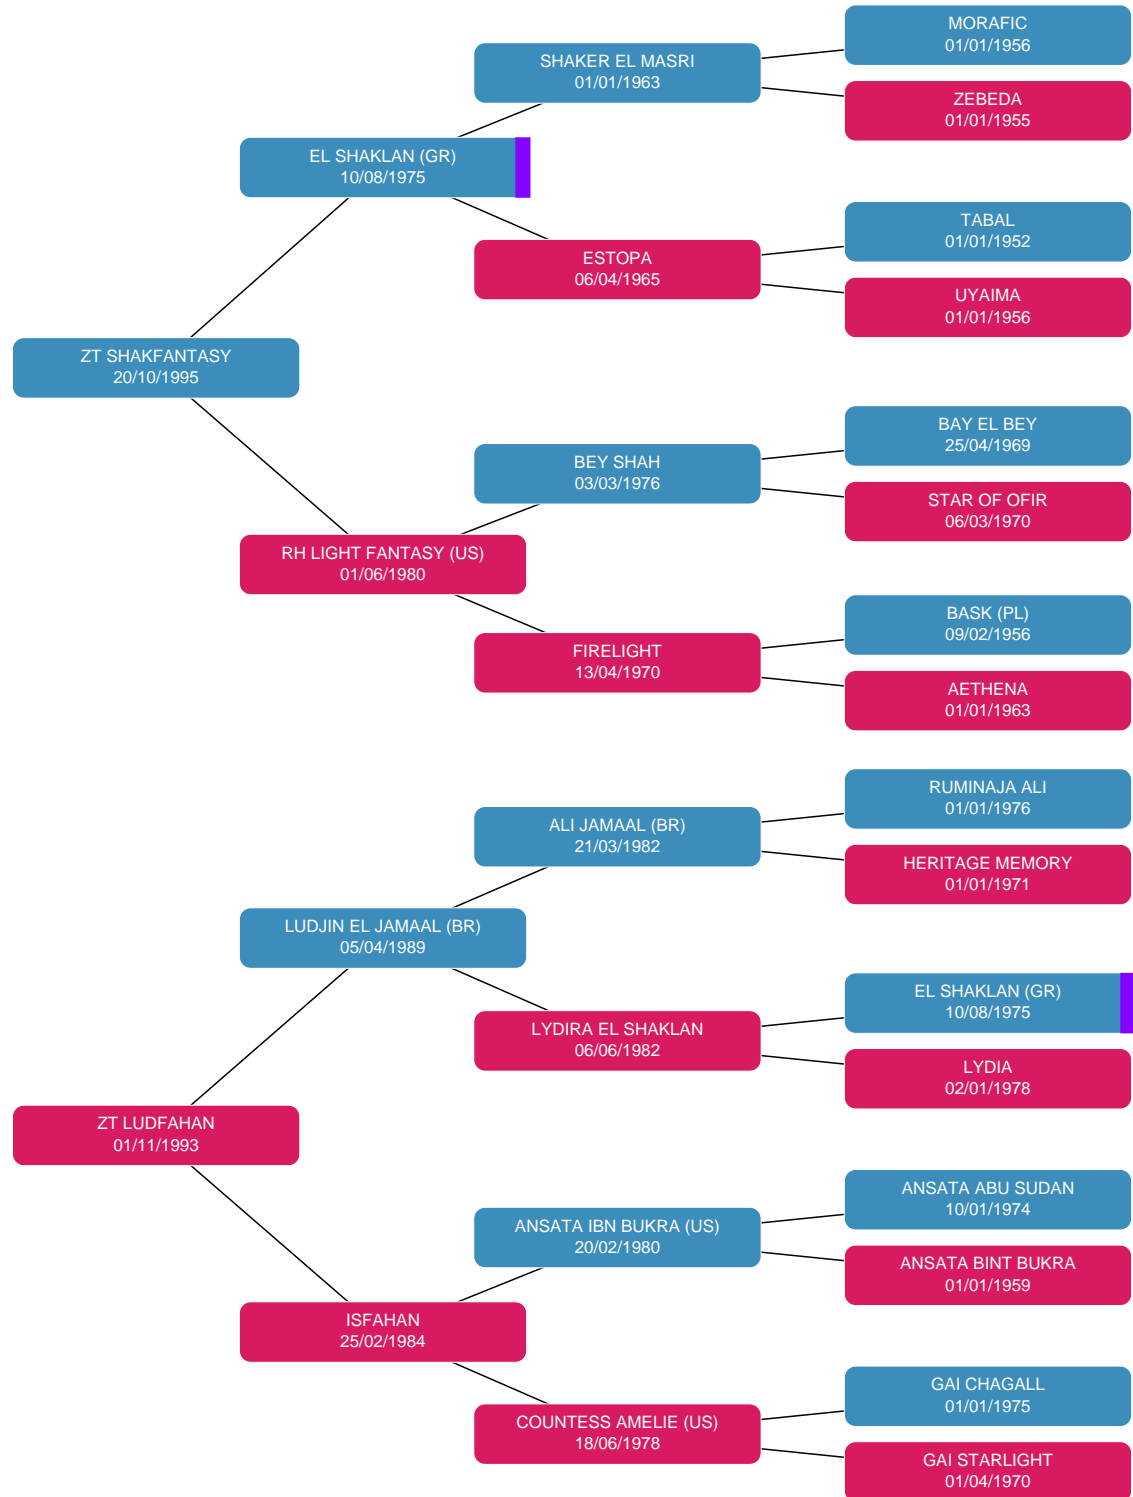 MORAFIC
01/01/1956
SHAKER EL MASRI
01/01/1963
ZEBEDA
01/01/1955
EL SHAKLAN (GR)
10/08/1975
TABAL
01/01/1952
ESTOPA
06/04/1965
UYAIMA
01/01/1956
ZT SHAKFANTASY
20/10/1995
BAY EL BEY
25/04/1969
BEY SHAH
03/03/1976
STAR OF OFIR
06/03/1970
RH LIGHT FANTASY (US)
01/06/1980
BASK (PL)
09/02/1956
FIRELIGHT
13/04/1970
AETHENA
01/01/1963
RUMINAJA ALI
01/01/1976
ALI JAMAAL (BR)
21/03/1982
HERITAGE MEMORY
01/01/1971
LUDJIN EL JAMAAL (BR)
05/04/1989
EL SHAKLAN (GR)
10/08/1975
LYDIRA EL SHAKLAN
06/06/1982
LYDIA
02/01/1978
ZT LUDFAHAN
01/11/1993
ANSATA ABU SUDAN
10/01/1974
ANSATA IBN BUKRA (US)
20/02/1980
ANSATA BINT BUKRA
01/01/1959
ISFAHAN
25/02/1984
GAI CHAGALL
01/01/1975
COUNTESS AMELIE (US)
18/06/1978
GAI STARLIGHT
01/04/1970